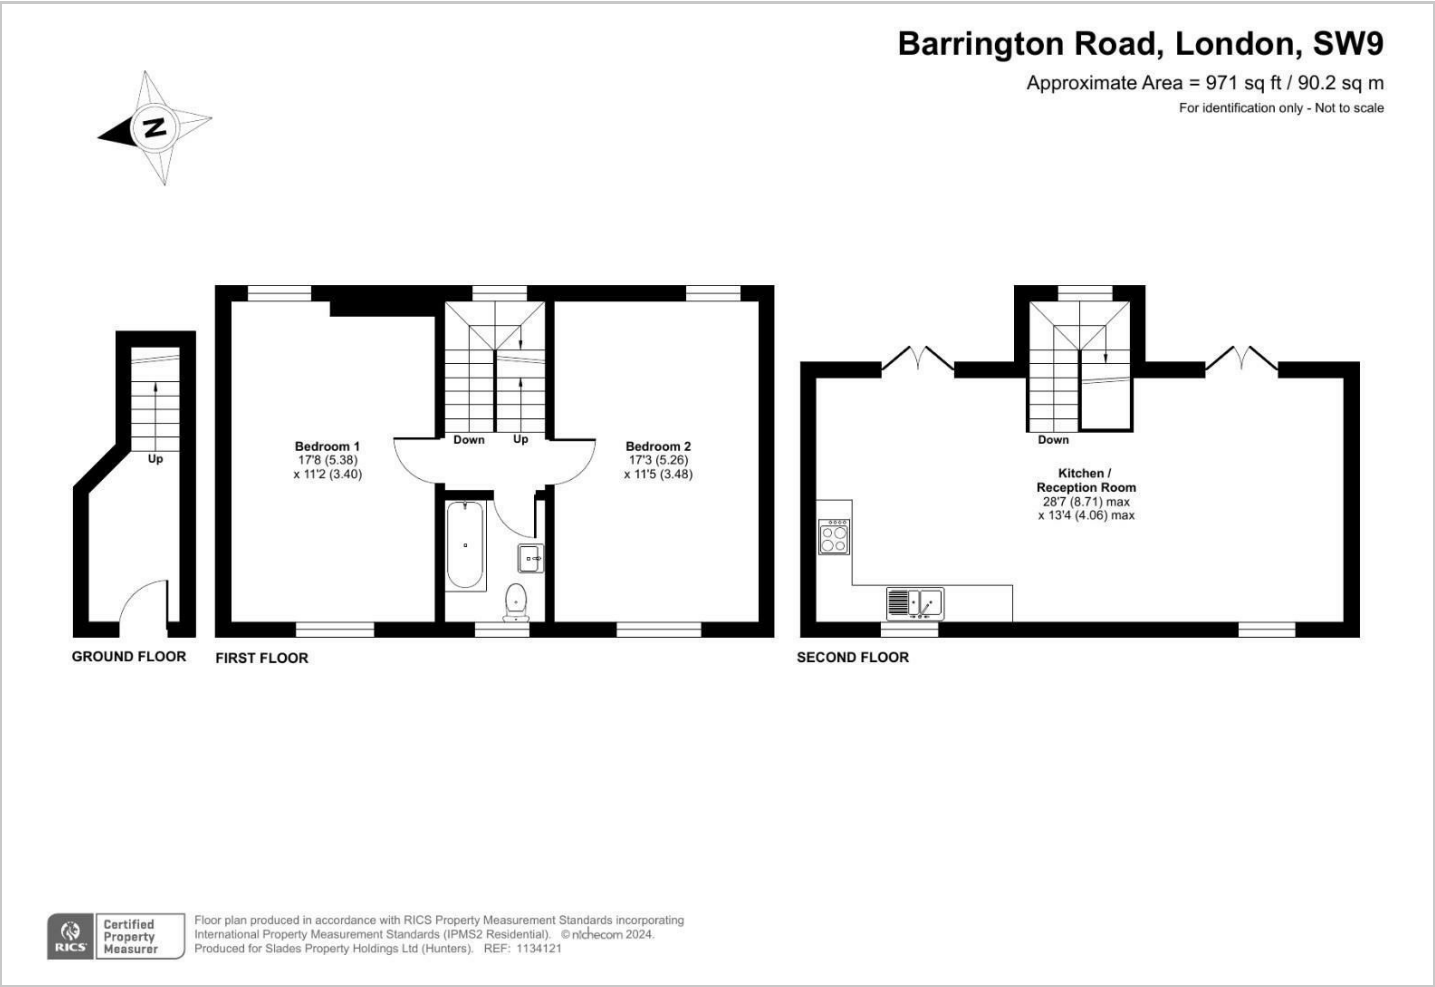 Barrington Road, London, SW9
Approximate Area = 971 sq ft / 90.2 sq m
For identification only - Not to scale
N
Up
GROUND FLOOR
Bedroom 1
17'8 (5.38)
x 11'2 (3.40)
Down
Up
Bedroom 2
17'3 (5.26)
x 11'5 (3.48)
FIRST FLOOR
Down
Kitchen /
Reception Room
28'7 (8.71) max
x 13'4 (4.06) max
SECOND FLOOR
RICS
Certified
Property
Measurer
Floor plan produced in accordance with RICS Property Measurement Standards incorporating
International Property Measurement Standards (IPMS2 Residential). © nichecom 2024.
Produced for Slades Property Holdings Ltd (Hunters). REF: 1134121